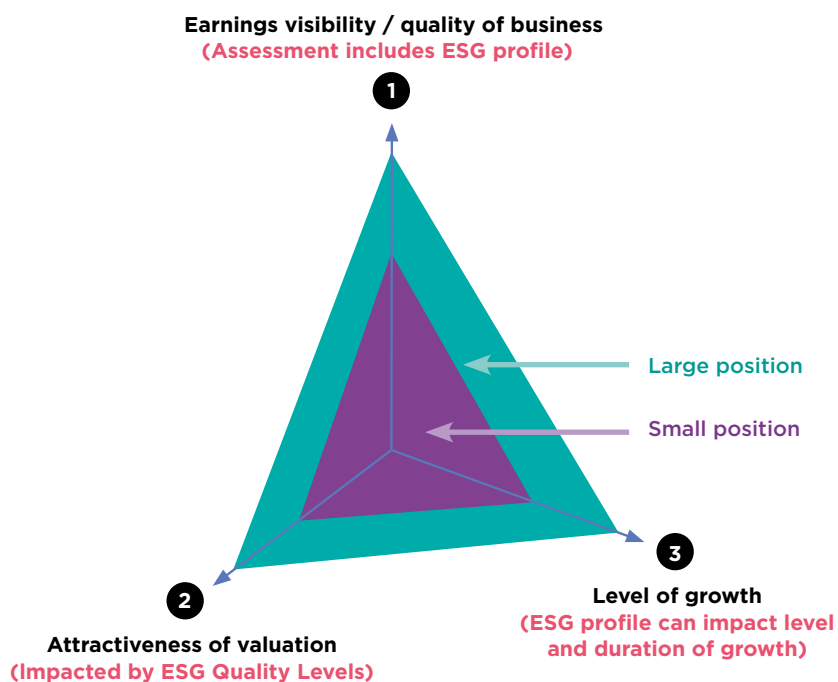 Earnings visibility / quality of business
(Assessment includes ESG profile)
1
Large position
Small position
3
Level of growth
(ESG profile can impact level
and duration of growth)
2
Attractiveness of valuation
(Impacted by ESG Quality Levels)